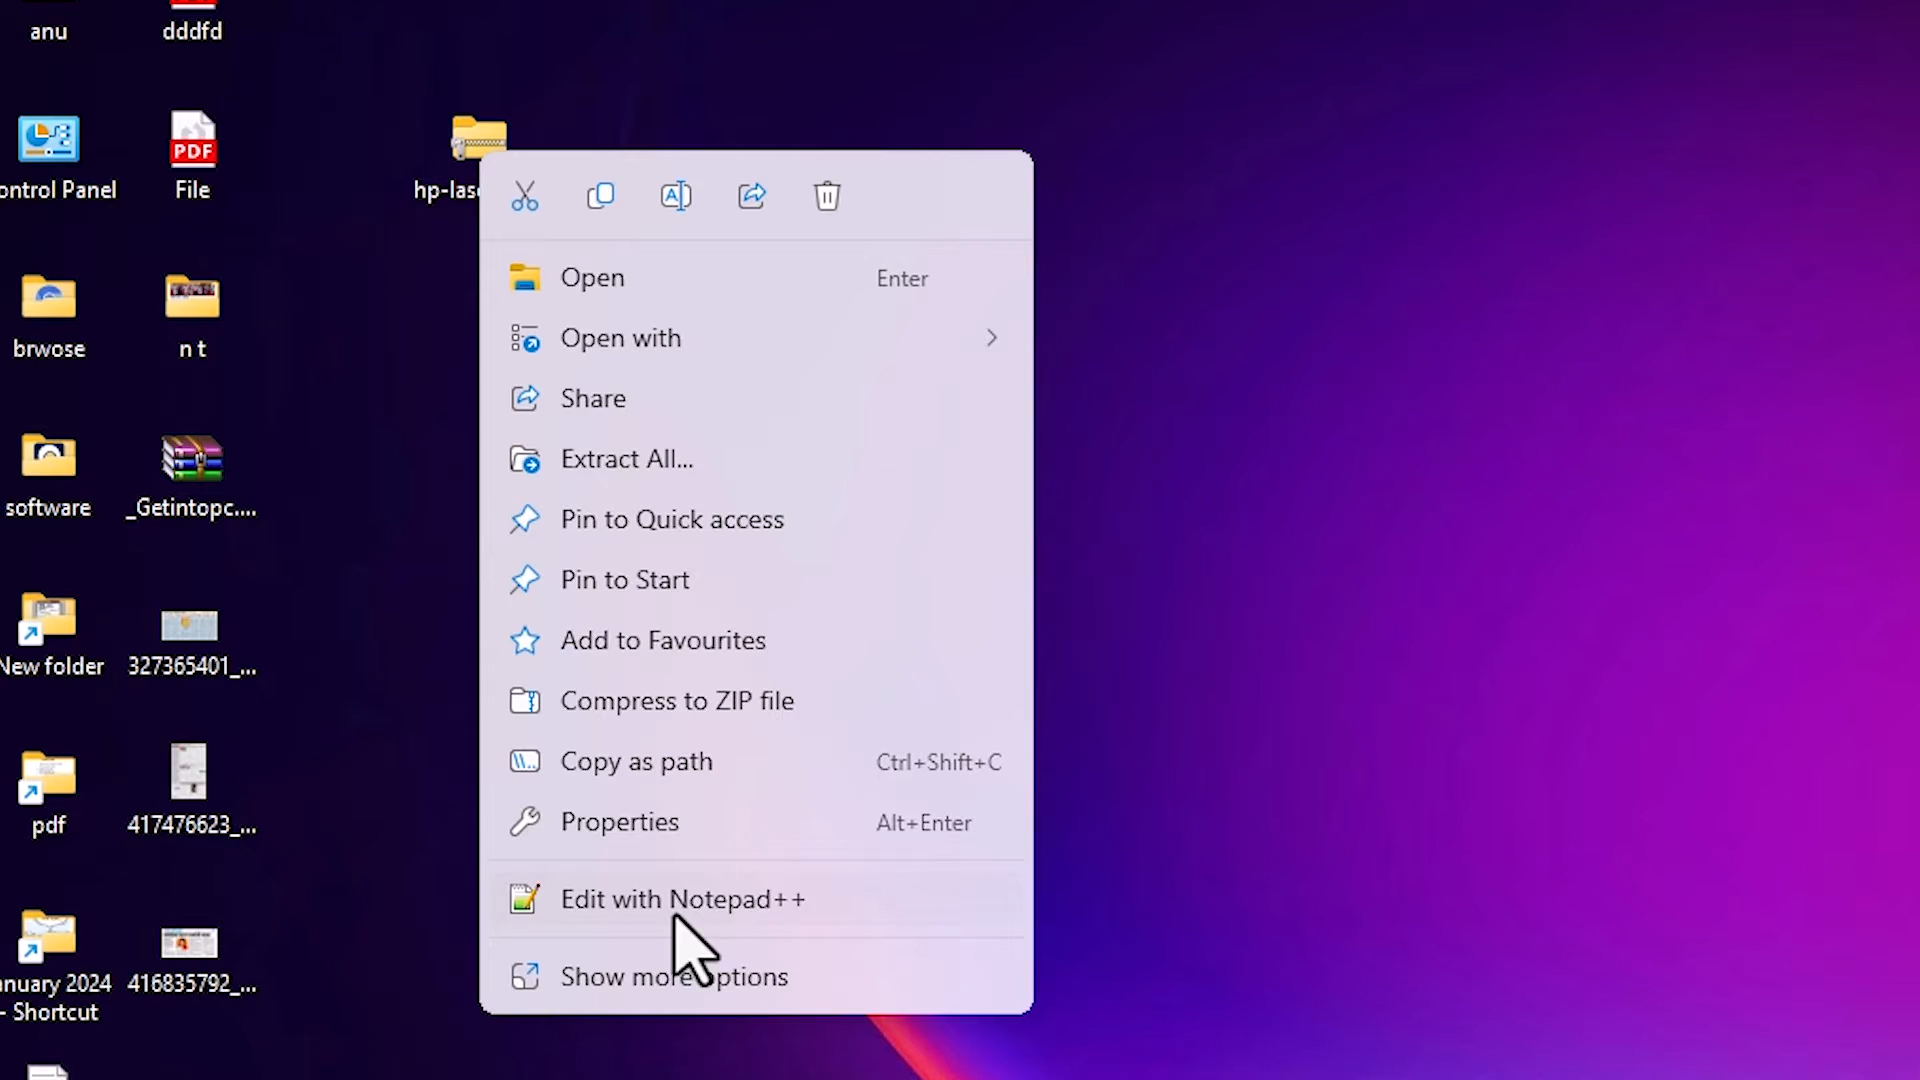 anu
dddfd
ontrol Panel
File
hp-las
brwose
n t
software
_Getintopc....
New folder
327365401_...
pdf
417476623_...
anuary 2024
- Shortcut
416835792_...
Open Enter
Open with
Share
Extract All...
Pin to Quick access
Pin to Start
Add to Favourites
Compress to ZIP file
Copy as path Ctrl+Shift+C
Properties Alt+Enter
Edit with Notepad++
Show more options
PDF